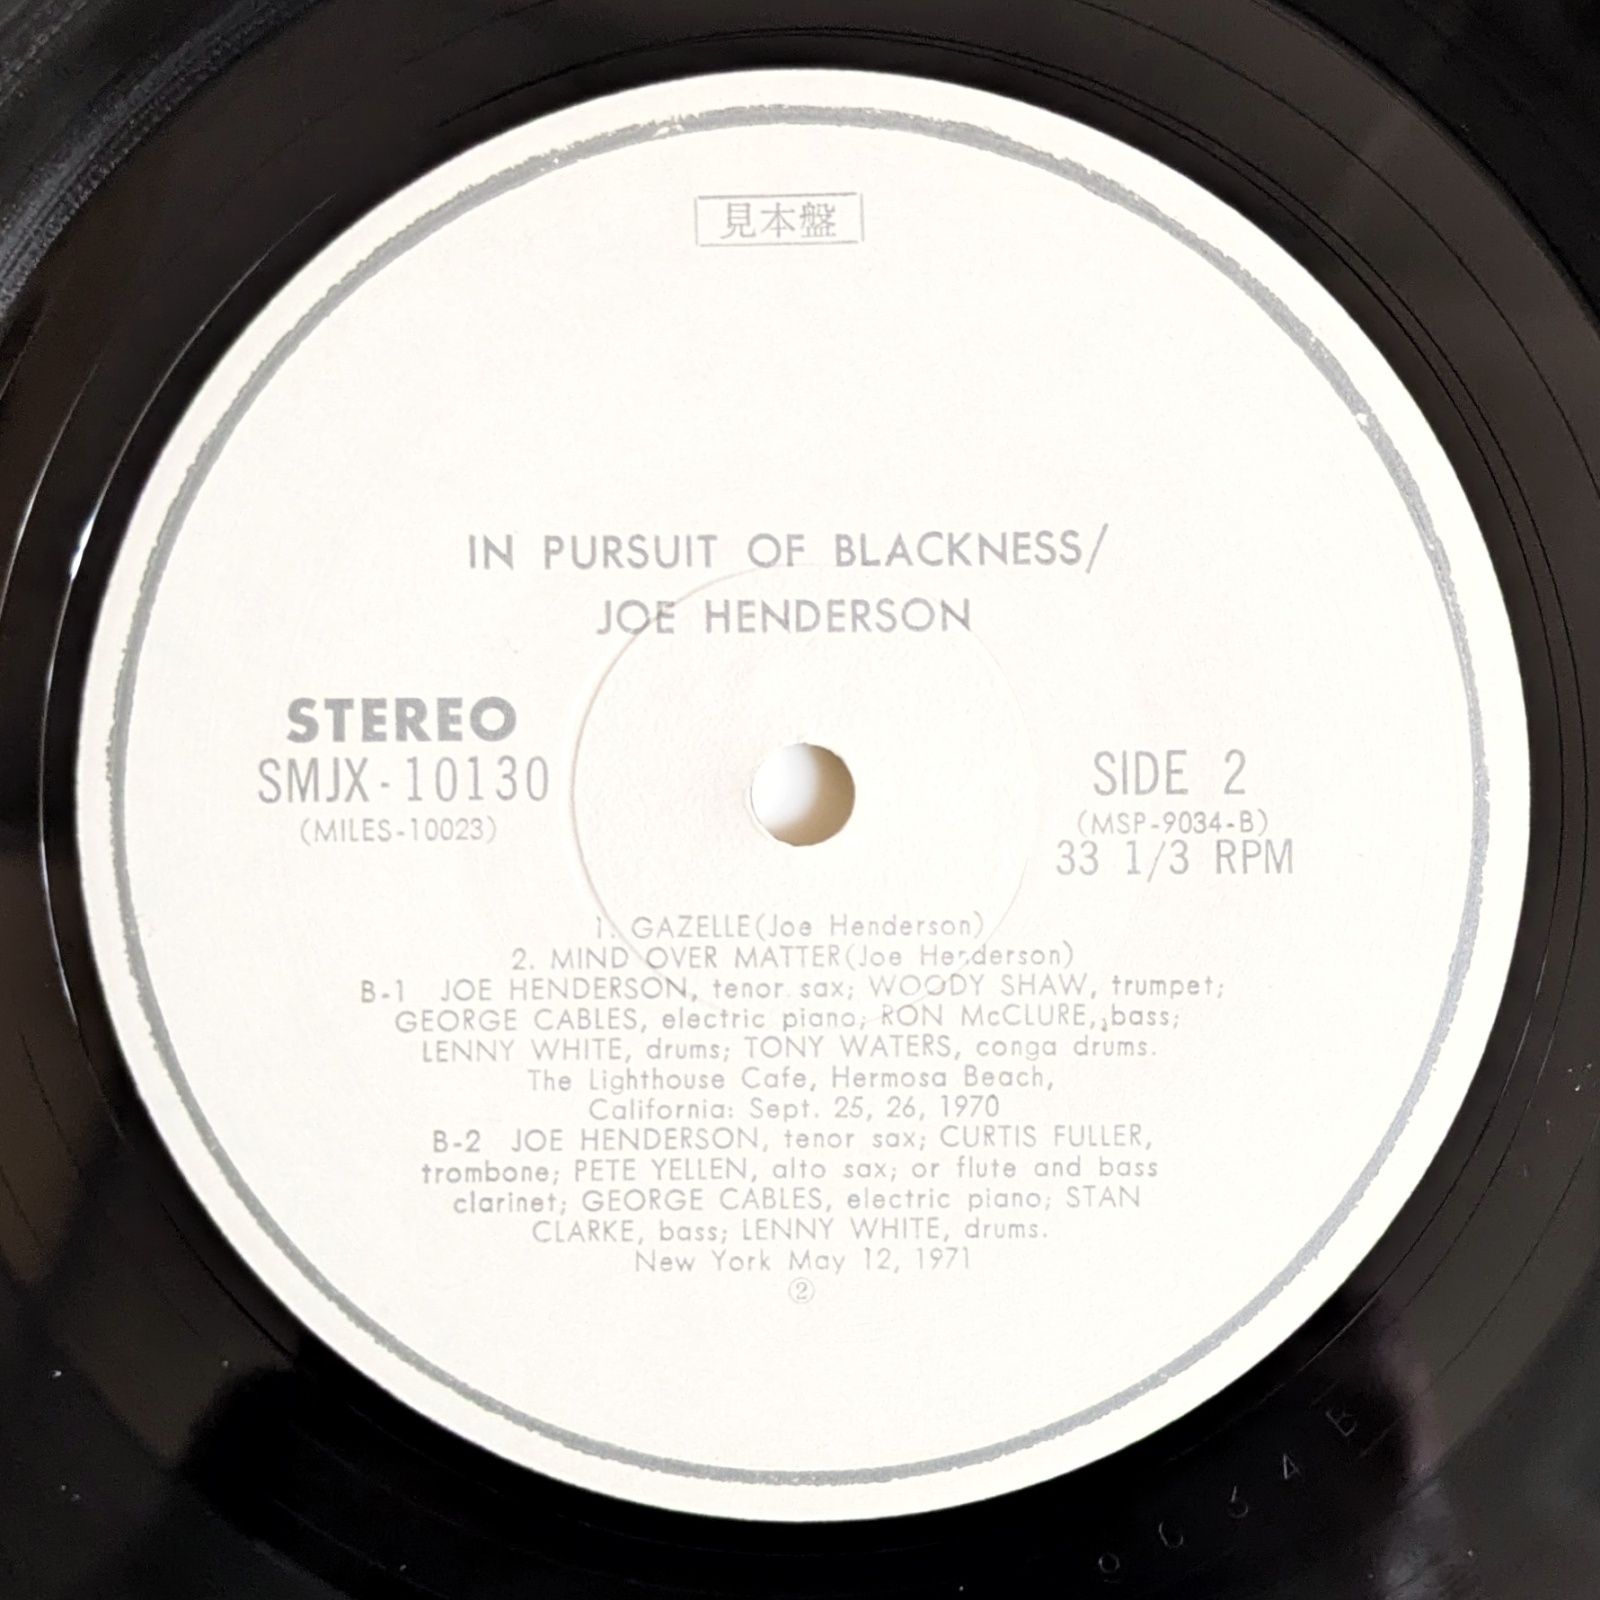 見本盤
IN PURSUIT OF BLACKNESS/
JOE HENDERSON
STEREO
SMJX-10130
(MILES-10023)
SIDE 2
(MSP-9034-B)
33 1/3 RPM
1. GAZELLE(Joe Henderson)
2. MIND OVER MATTER(Joe Henderson)
B-1 JOE HENDERSON, tenor sax; WOODY SHAW, trumpet;
GEORGE CABLES, electric piano; RON McCLURE, bass;
LENNY WHITE, drums; TONY WATERS, conga drums.
The Lighthouse Cafe, Hermosa Beach,
California: Sept. 25, 26, 1970
B-2 JOE HENDERSON, tenor sax; CURTIS FULLER,
trombone; PETE YELLEN, alto sax; or flute and bass
clarinet; GEORGE CABLES, electric piano; STAN
CLARKE, bass; LENNY WHITE, drums.
New York May 12, 1971
②